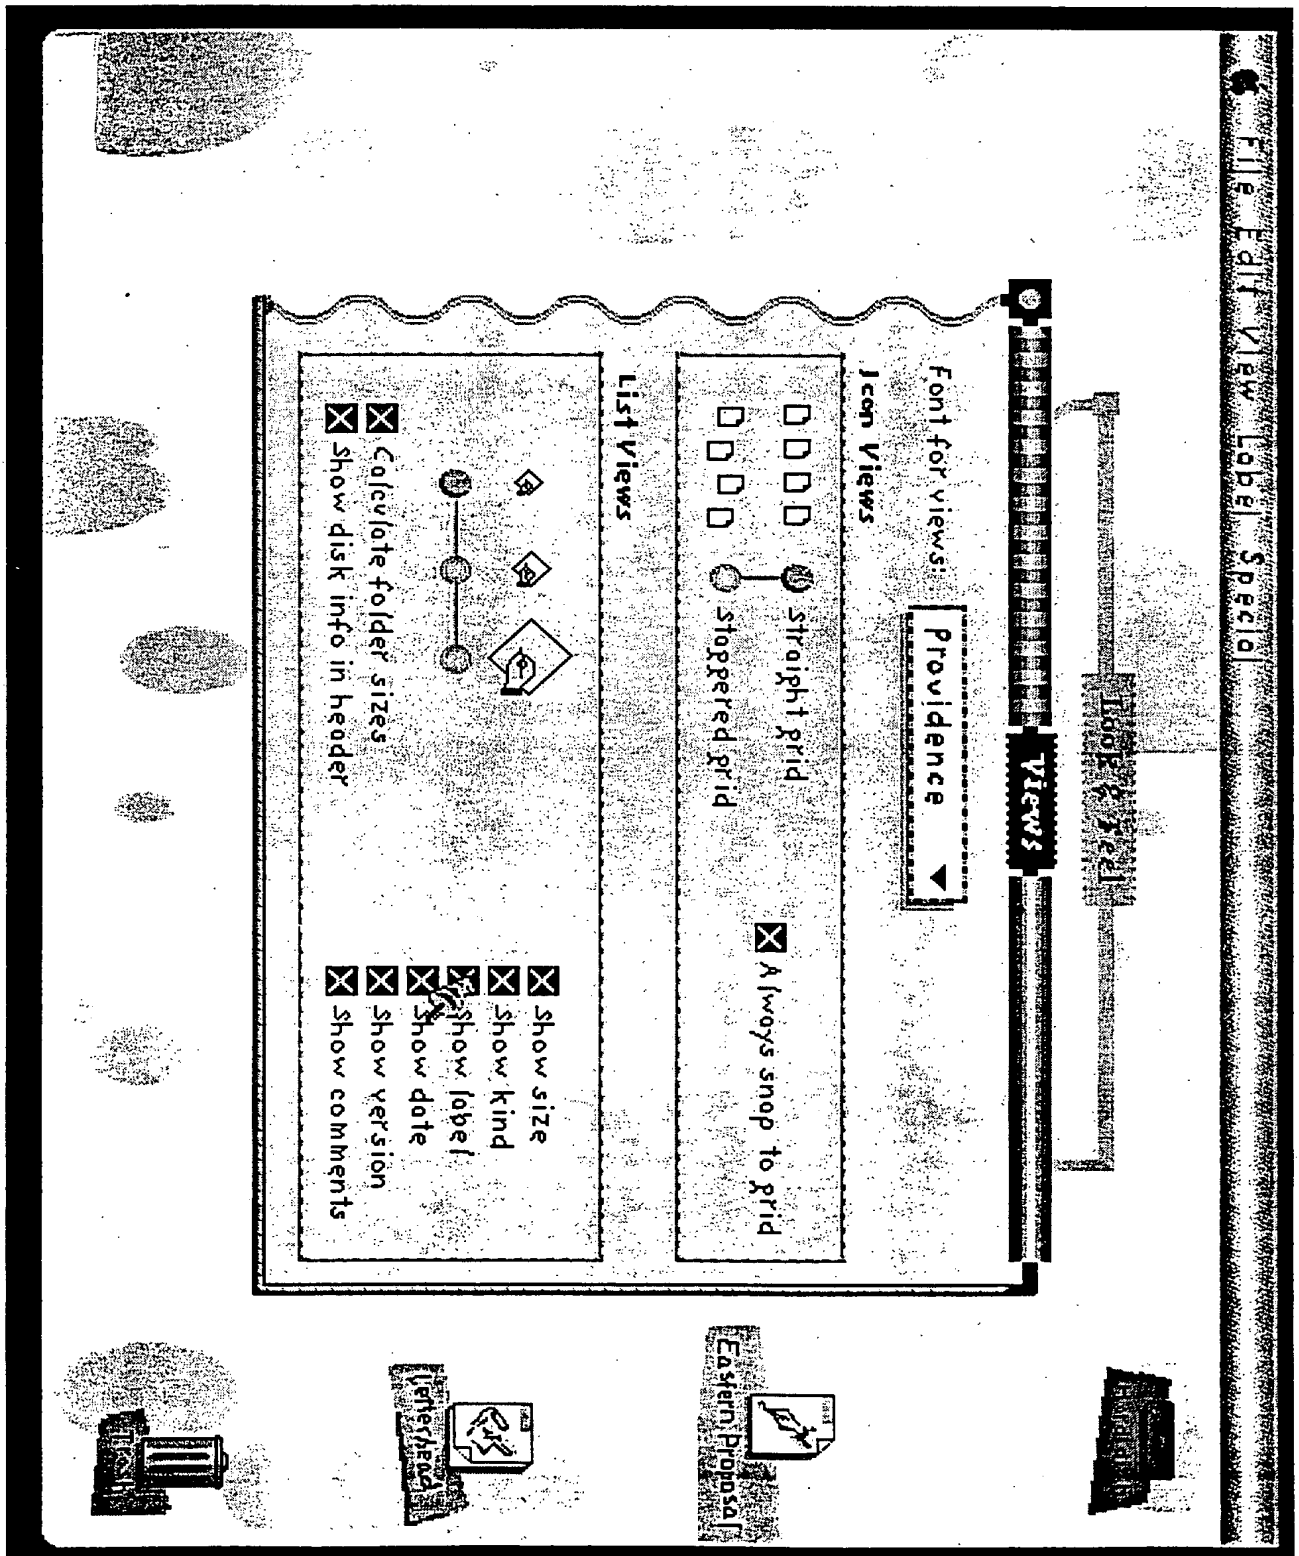 File Edit View Label Special
Look & Feel
Views
Font for views: Providence
Icon Views
Straight grid
Staggered grid
Always snap to grid
List Views
Calculate folder sizes
Show disk info in header
Show size
Show kind
Show label
Show date
Show version
Show comments
Eastern Proposal
Letterhead
Trash